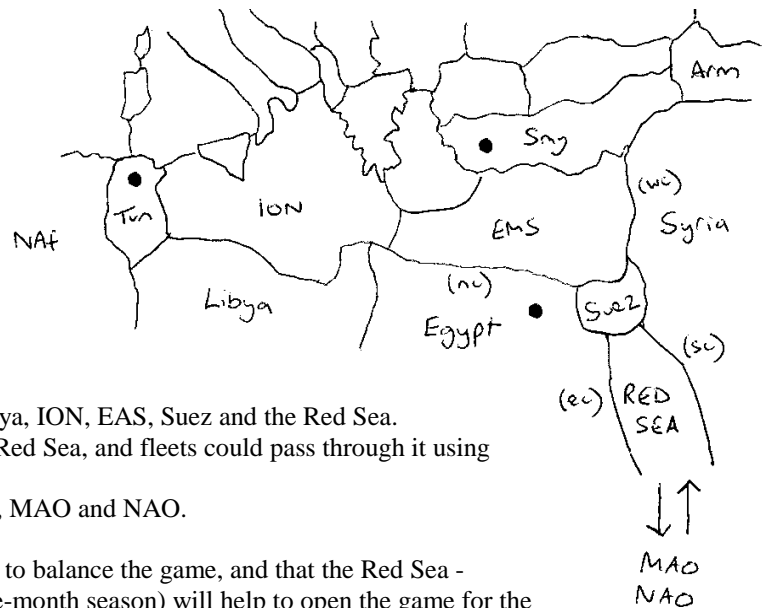 Arm
Smy
(wc)
Tun
ION
EMS
Syria
NAf
Libya
(nc)
Egypt
Suez
(sc)
(ec)
RED
SEA
ya, ION, EAS, Suez and the Red Sea.
Red Sea, and fleets could pass through it using
, MAO and NAO.
MAO
NAO
to balance the game, and that the Red Sea -
e-month season) will help to open the game for the